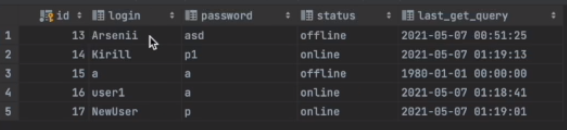 id login password status last_get_query
1 13 Arsenii asd offline 2021-05-07 00:51:25
2 14 Kirill p1 online 2021-05-07 01:19:13
3 15 a a offline 1980-01-01 00:00:00
4 16 user1 a online 2021-05-07 01:18:41
5 17 NewUser p online 2021-05-07 01:19:01